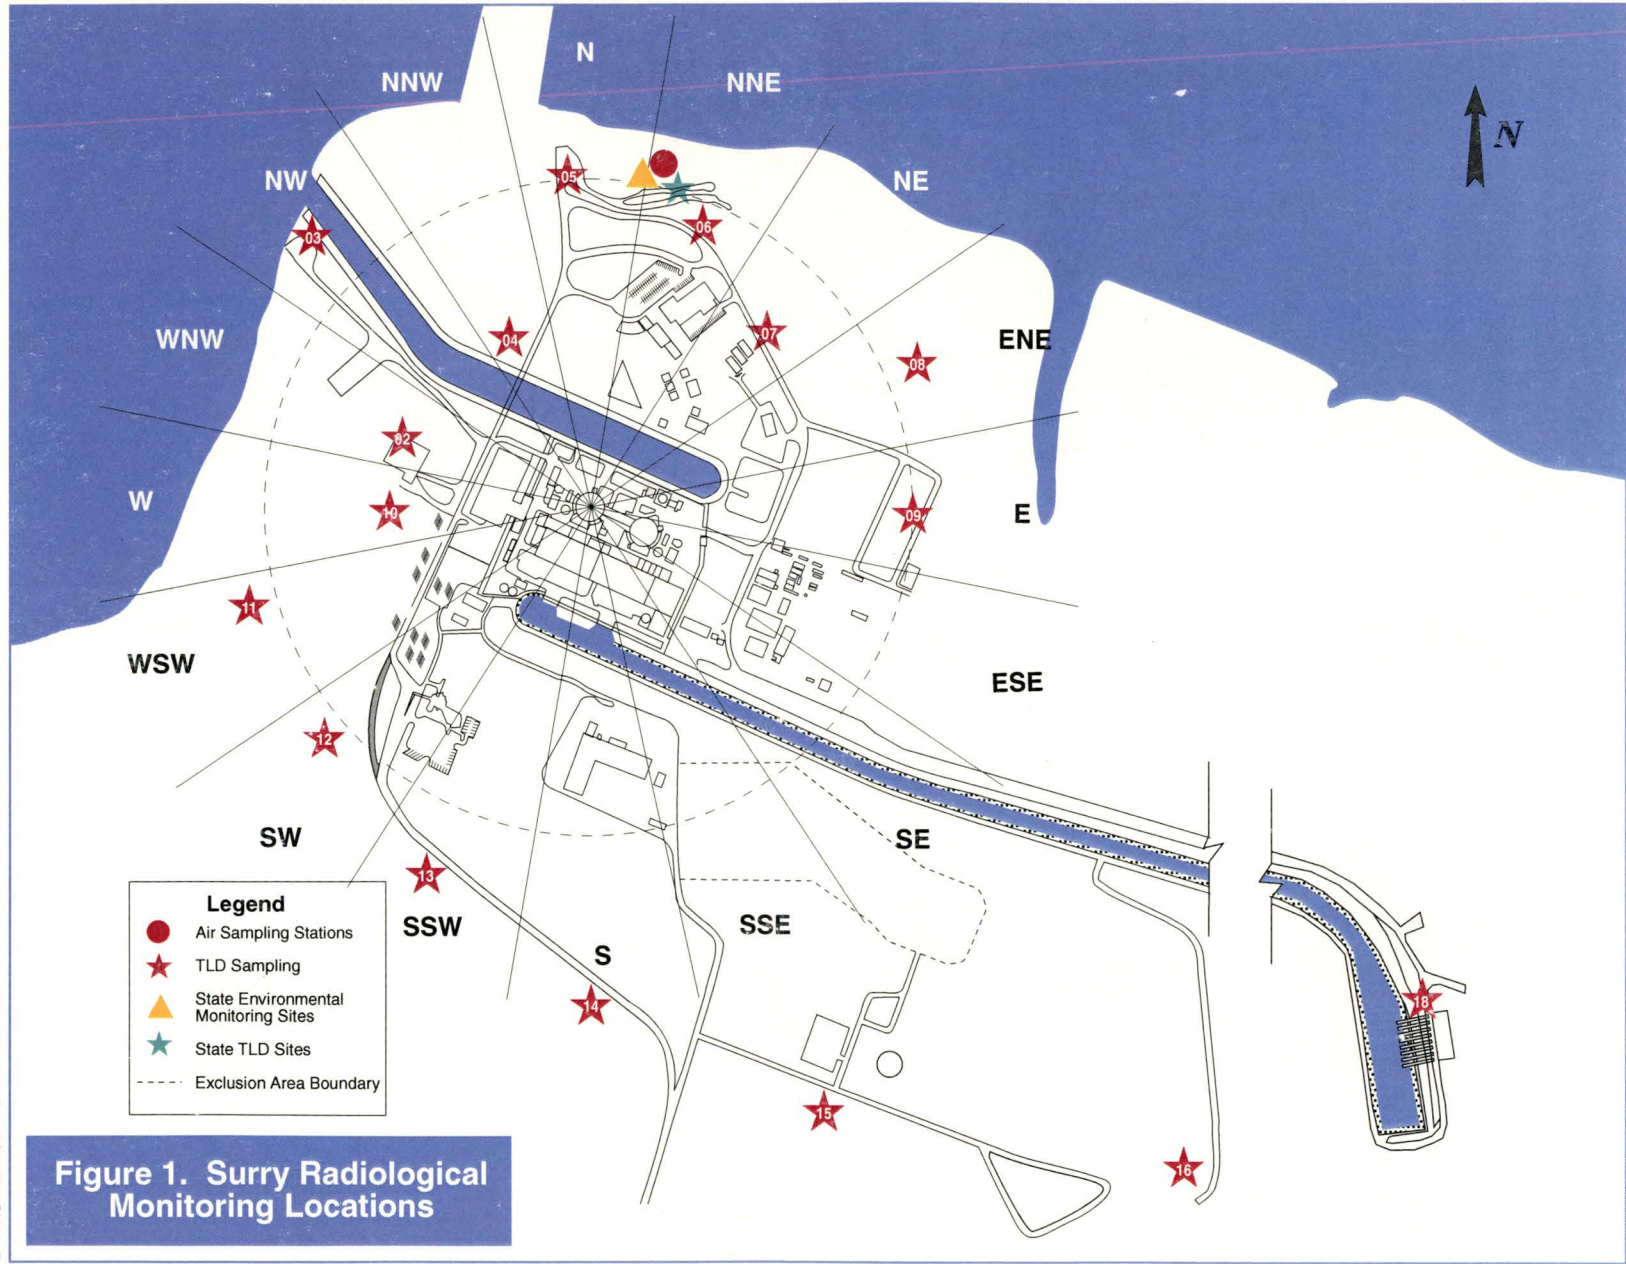 N
NNW
NNE
N
NW
NE
05
06
03
WNW
04
07
ENE
08
02
W
10
09
E
11
WSW
ESE
12
SW
SE
13
SSW
SSE
S
14
18
15
16
Legend
Air Sampling Stations
TLD Sampling
State Environmental
Monitoring Sites
State TLD Sites
Exclusion Area Boundary
Figure 1. Surry Radiological
Monitoring Locations